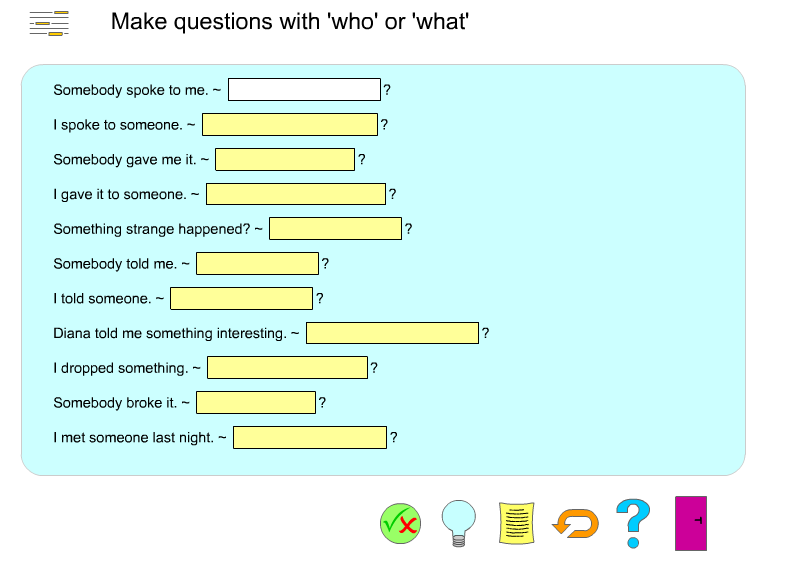 Make questions with 'who' or 'what'
Somebody spoke to me. ~ ?
I spoke to someone. ~ ?
Somebody gave me it. ~ ?
I gave it to someone. ~ ?
Something strange happened? ~ ?
Somebody told me. ~ ?
I told someone. ~ ?
Diana told me something interesting. ~ ?
I dropped something. ~ ?
Somebody broke it. ~ ?
I met someone last night. ~ ?
?